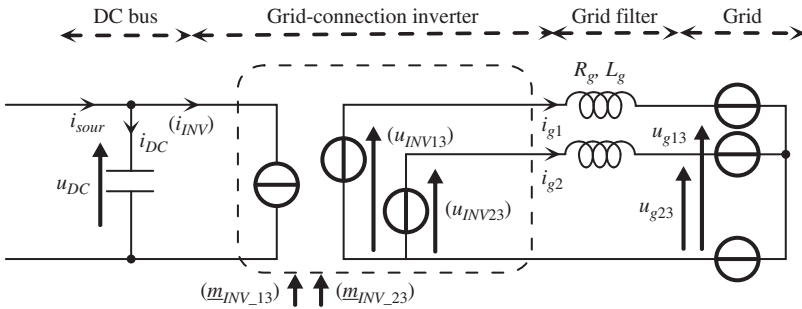 DC bus
Grid-connection inverter
Grid filter
Grid
R_g, L_g
i_sour
i_DC
(i_INV)
u_DC
(u_INV13)
(u_INV23)
i_g1
i_g2
u_g13
u_g23
(m_INV_13)
(m_INV_23)